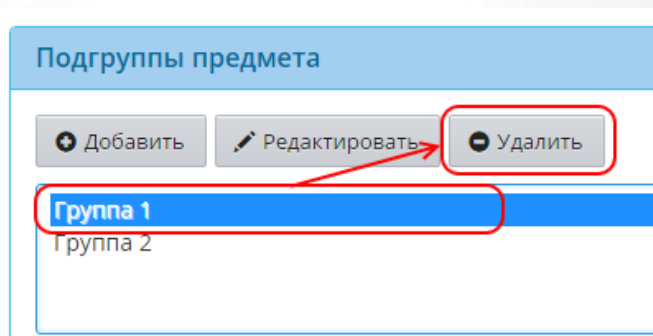 Подгруппы предмета
Добавить Редактировать Удалить
Группа 1
Группа 2